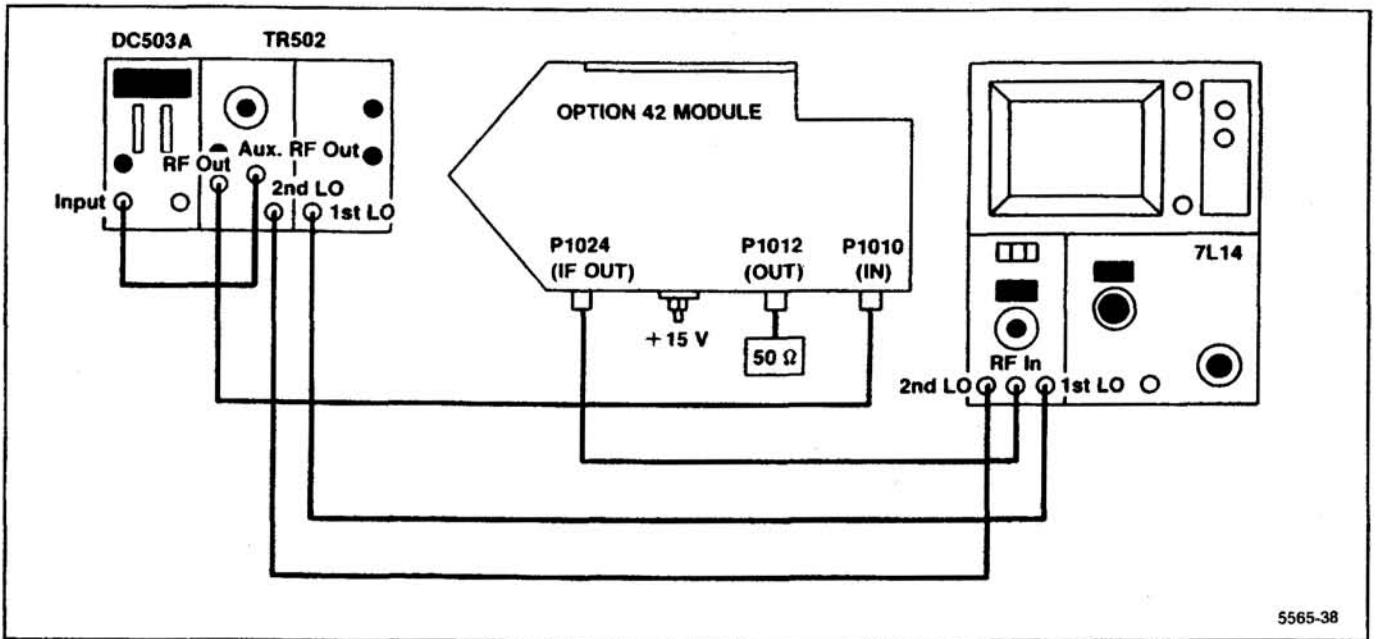 DC503A
TR502
OPTION 42 MODULE
Aux. RF Out
RF Out
2nd LO
Input
1st LO
P1024
(IF OUT)
P1012
(OUT)
P1010
(IN)
+15 V
50 Ω
7L14
RF In
2nd LO
1st LO
5565-38